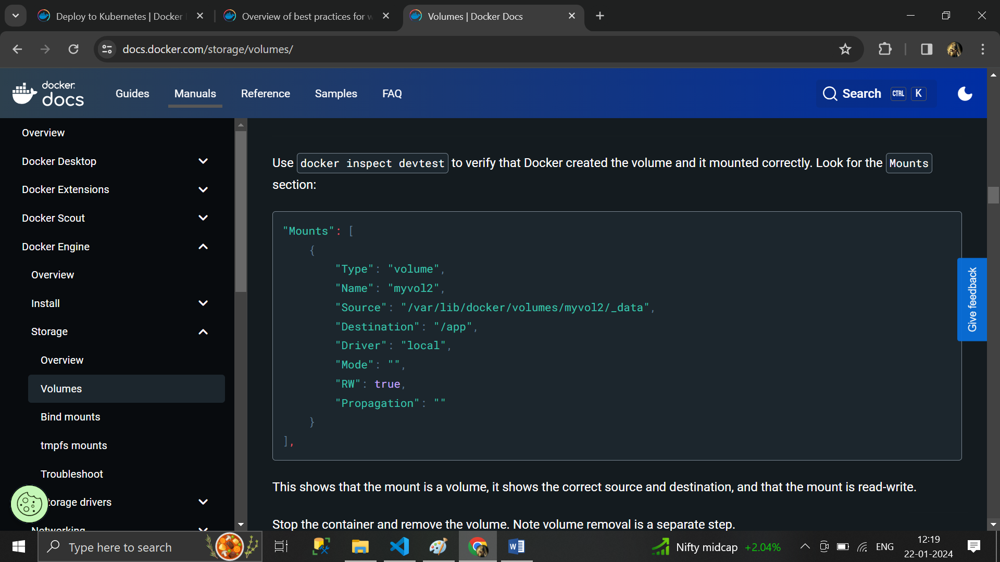 Deploy to Kubernetes | Docker
Overview of best practices for w
Volumes | Docker Docs
docs.docker.com/storage/volumes/
docker
docs
Guides
Manuals
Reference
Samples
FAQ
Search
CTRL
K
Overview
Docker Desktop
Docker Extensions
Docker Scout
Docker Engine
Overview
Install
Storage
Overview
Volumes
Bind mounts
tmpfs mounts
Troubleshoot
torage drivers
Networking
Use docker inspect devtest to verify that Docker created the volume and it mounted correctly. Look for the Mounts
section:
"Mounts": [
{
"Type": "volume",
"Name": "myvol2",
"Source": "/var/lib/docker/volumes/myvol2/_data",
"Destination": "/app",
"Driver": "local",
"Mode": "",
"RW": true,
"Propagation": ""
}
],
This shows that the mount is a volume, it shows the correct source and destination, and that the mount is read-write.
Stop the container and remove the volume. Note volume removal is a separate step.
Give feedback
Type here to search
Nifty midcap +2.04%
ENG
12:19
22-01-2024